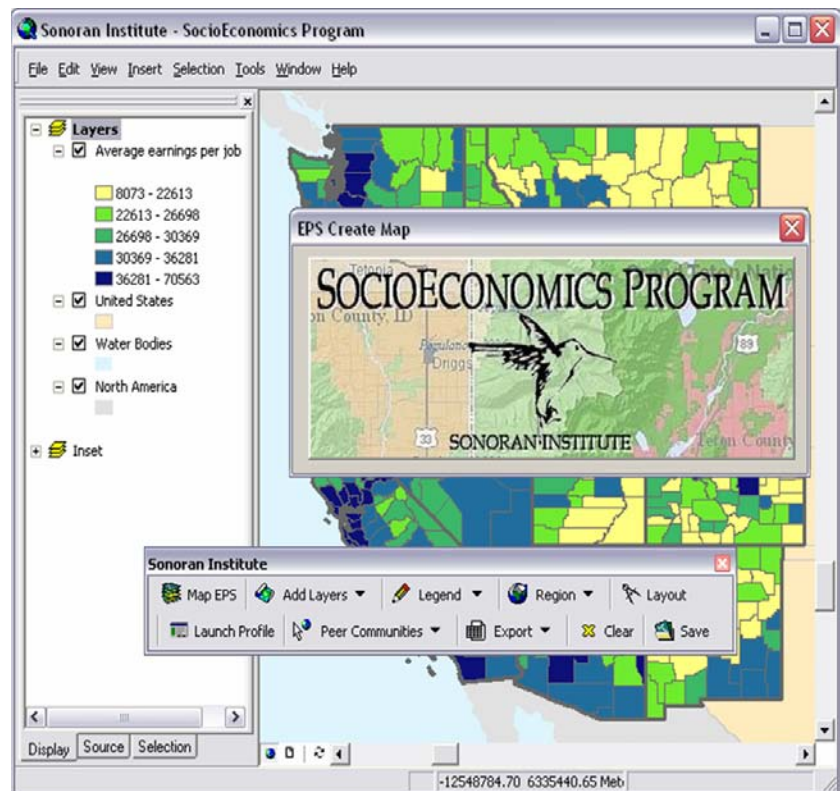 Sonoran Institute - SocioEconomics Program
File Edit View Insert Selection Tools Window Help
Layers
Average earnings per job
8073 - 22613
22613 - 26698
26698 - 30369
30369 - 36281
36281 - 70563
United States
Water Bodies
North America
Inset
EPS Create Map
Tetonia
SOCIOECONOMICS PROGRAM
on County, ID
89
Driggs
33
SONORAN INSTITUTE
Teton County
Sonoran Institute
Map EPS Add Layers Legend Region Layout
Launch Profile Peer Communities Export Clear Save
Display Source Selection
-12548784.70 6335440.65 Met